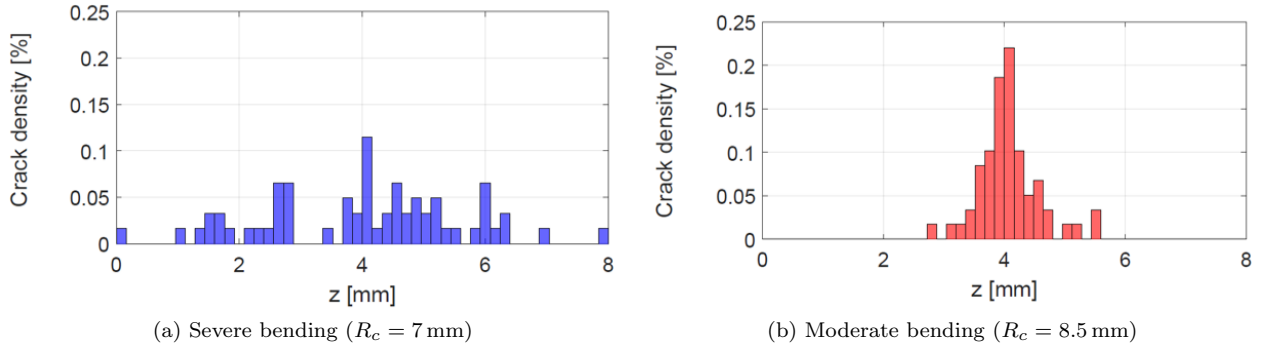 Crack density [%]
0.25
0.2
0.15
0.1
0.05
0
0 2 4 6 8
z [mm]
(a) Severe bending (R_c = 7 mm)
Crack density [%]
0.25
0.2
0.15
0.1
0.05
0
0 2 4 6 8
z [mm]
(b) Moderate bending (R_c = 8.5 mm)